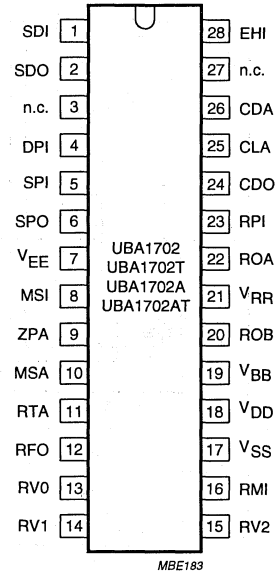 SDI 1 28 EHI
SDO 2 27 n.c.
n.c. 3 26 CDA
DPI 4 25 CLA
SPI 5 24 CDO
SPO 6 23 RPI
UBA1702
VEE 7 22 ROA
UBA1702T
UBA1702A
MSI 8 21 VRR
UBA1702AT
ZPA 9 20 ROB
MSA 10 19 VBB
RTA 11 18 VDD
RFO 12 17 VSS
RV0 13 16 RMI
RV1 14 15 RV2
MBE183